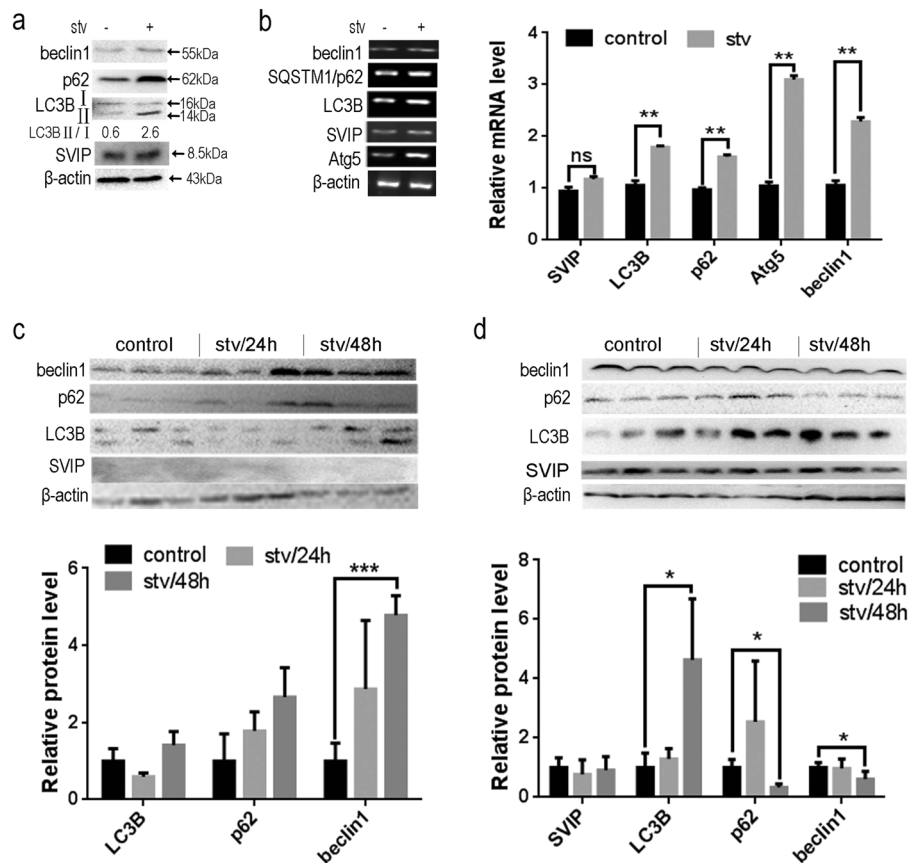 a
stv - +
beclin1 55kDa
p62 62kDa
LC3B I 16kDa
II 14kDa
LC3B II / I 0.6 2.6
SVIP 8.5kDa
β-actin 43kDa
b
stv - +
beclin1
SQSTM1/p62
LC3B
SVIP
Atg5
β-actin
control stv
Relative mRNA level
4
3
2
1
0
ns ** ** ** **
SVIP LC3B p62 Atg5 beclin1
c
control stv/24h stv/48h
beclin1
p62
LC3B
SVIP
β-actin
control stv/24h
stv/48h
Relative protein level
6
4
2
0
***
LC3B p62 beclin1
d
control stv/24h stv/48h
beclin1
p62
LC3B
SVIP
β-actin
control
stv/24h
stv/48h
Relative protein level
8
6
4
2
0
* * *
SVIP LC3B p62 beclin1